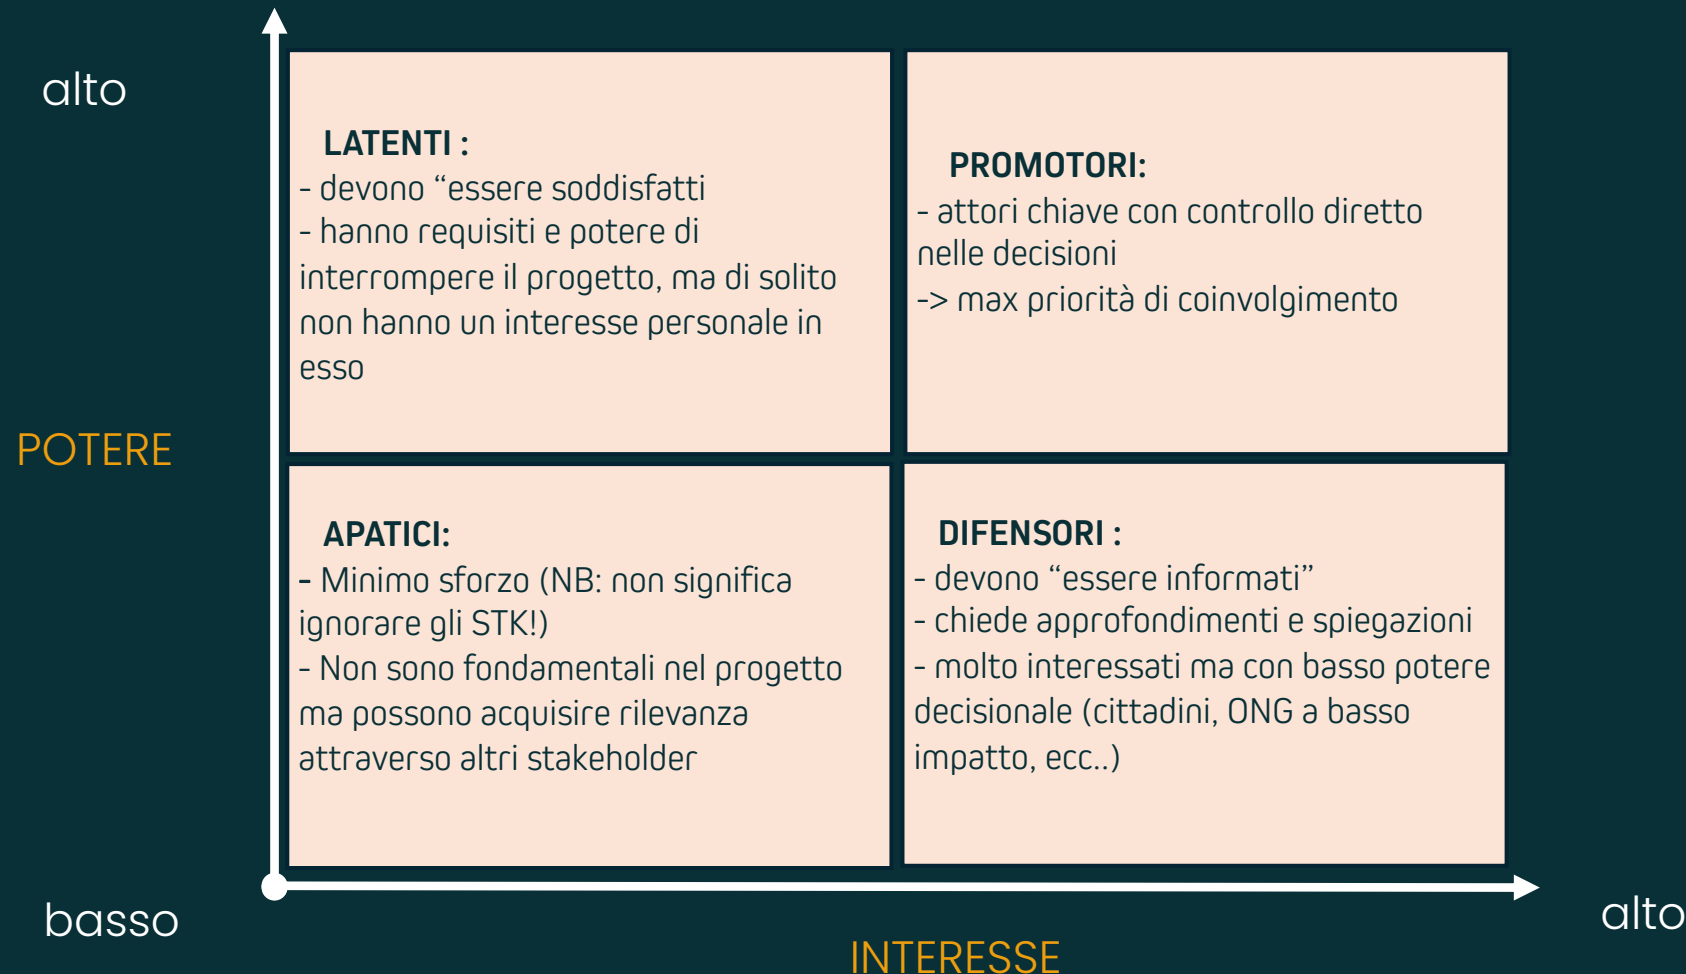 alto
LATENTI :
- devono “essere soddisfatti
- hanno requisiti e potere di
interrompere il progetto, ma di solito
non hanno un interesse personale in
esso
PROMOTORI:
- attori chiave con controllo diretto
nelle decisioni
-> max priorità di coinvolgimento
POTERE
APATICI:
- Minimo sforzo (NB: non significa
ignorare gli STK!)
- Non sono fondamentali nel progetto
ma possono acquisire rilevanza
attraverso altri stakeholder
DIFENSORI :
- devono “essere informati”
- chiede approfondimenti e spiegazioni
- molto interessati ma con basso potere
decisionale (cittadini, ONG a basso
impatto, ecc..)
basso
alto
INTERESSE